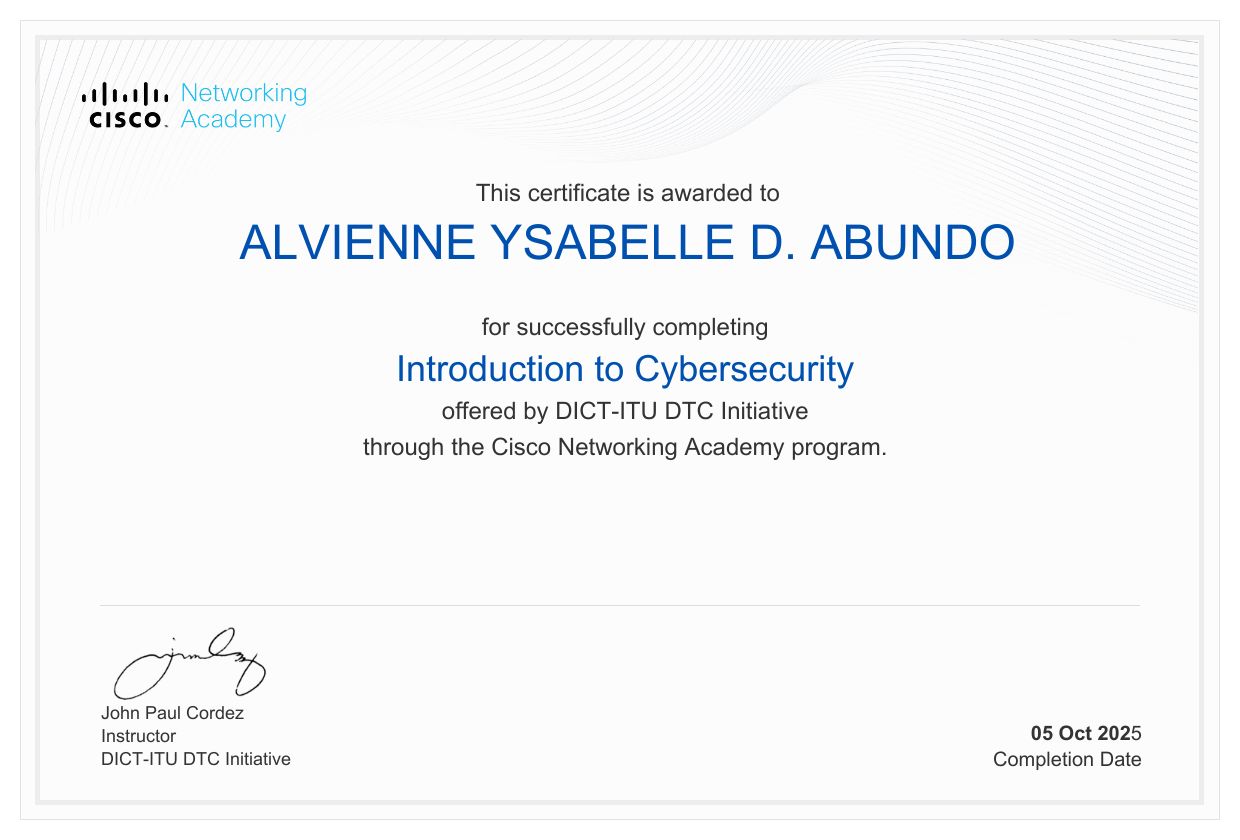 Networking
CISCO Academy
This certificate is awarded to
ALVIENNE YSABELLE D. ABUNDO
for successfully completing
Introduction to Cybersecurity
offered by DICT-ITU DTC Initiative
through the Cisco Networking Academy program.
John Paul Cordez
Instructor
DICT-ITU DTC Initiative
05 Oct 2025
Completion Date